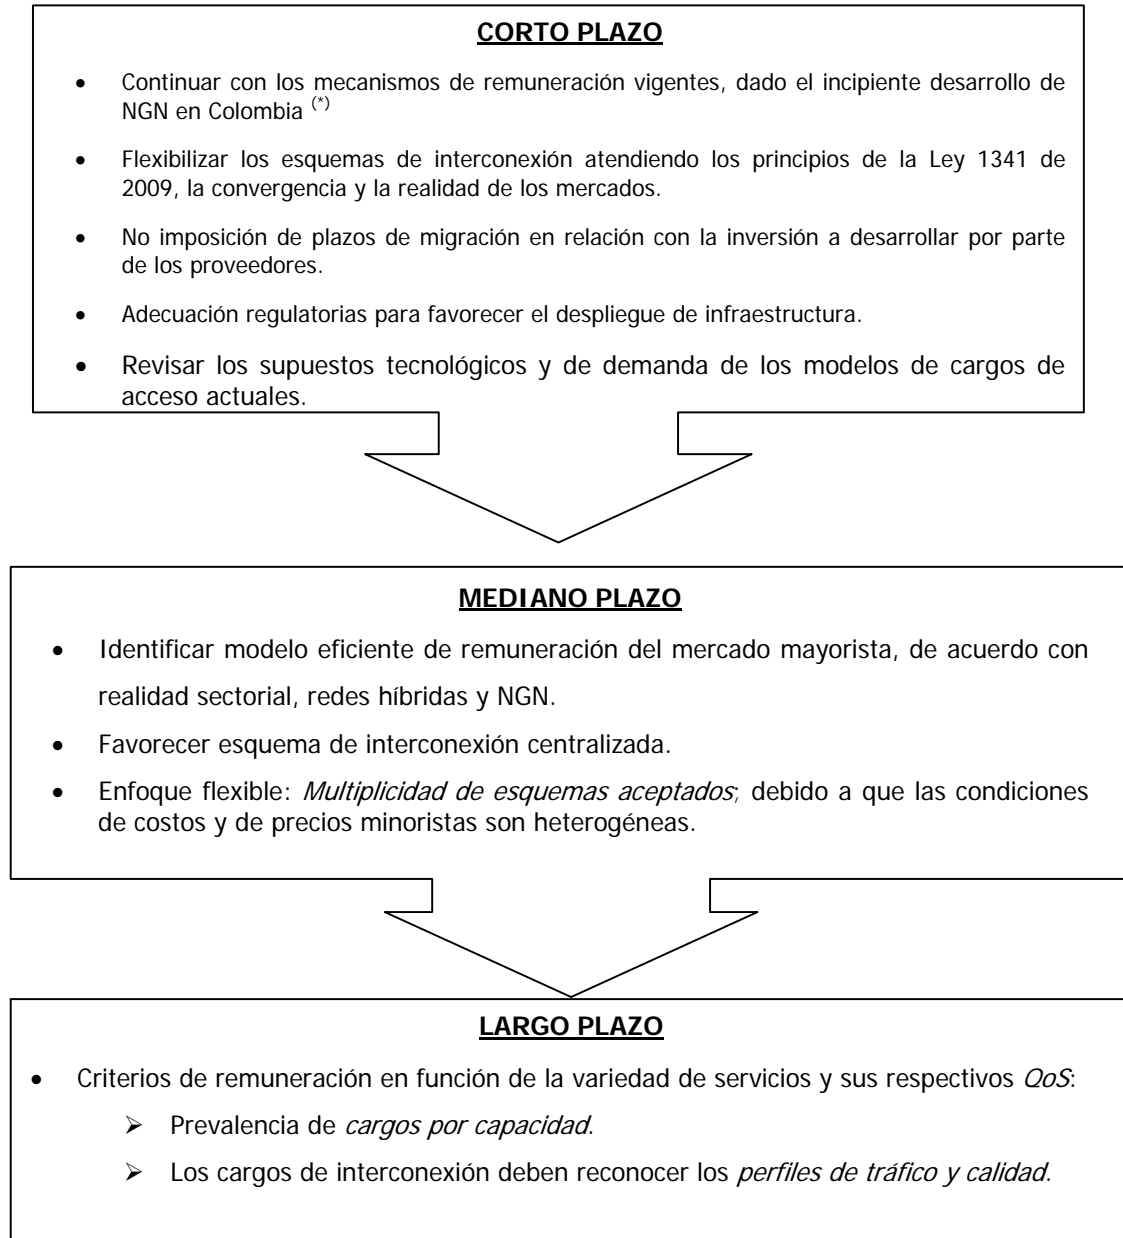 CORTO PLAZO
• Continuar con los mecanismos de remuneración vigentes, dado el incipiente desarrollo de
NGN en Colombia (*)
• Flexibilizar los esquemas de interconexión atendiendo los principios de la Ley 1341 de
2009, la convergencia y la realidad de los mercados.
• No imposición de plazos de migración en relación con la inversión a desarrollar por parte
de los proveedores.
• Adecuación regulatorias para favorecer el despliegue de infraestructura.
• Revisar los supuestos tecnológicos y de demanda de los modelos de cargos de
acceso actuales.
MEDIANO PLAZO
• Identificar modelo eficiente de remuneración del mercado mayorista, de acuerdo con
realidad sectorial, redes híbridas y NGN.
• Favorecer esquema de interconexión centralizada.
• Enfoque flexible: Multiplicidad de esquemas aceptados; debido a que las condiciones
de costos y de precios minoristas son heterogéneas.
LARGO PLAZO
• Criterios de remuneración en función de la variedad de servicios y sus respectivos QoS:
➢ Prevalencia de cargos por capacidad.
➢ Los cargos de interconexión deben reconocer los perfiles de tráfico y calidad.